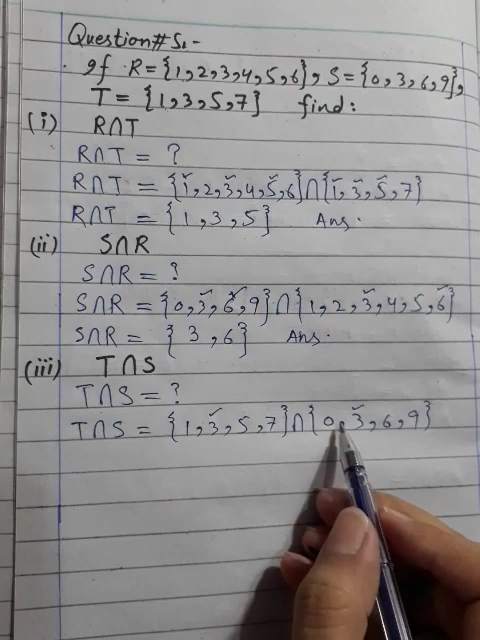 Question#5:-
If R={1,2,3,4,5,6}, S={0,3,6,9},
T={1,3,5,7} find:
(i) R∩T
R∩T = ?
R∩T = {1,2,3,4,5,6}∩{1,3,5,7}
R∩T = {1,3,5} Ans.
(ii) S∩R
S∩R = ?
S∩R = {0,3,6,9}∩{1,2,3,4,5,6}
S∩R = {3,6} Ans.
(iii) T∩S
T∩S = ?
T∩S = {1,3,5,7}∩{0,3,6,9}